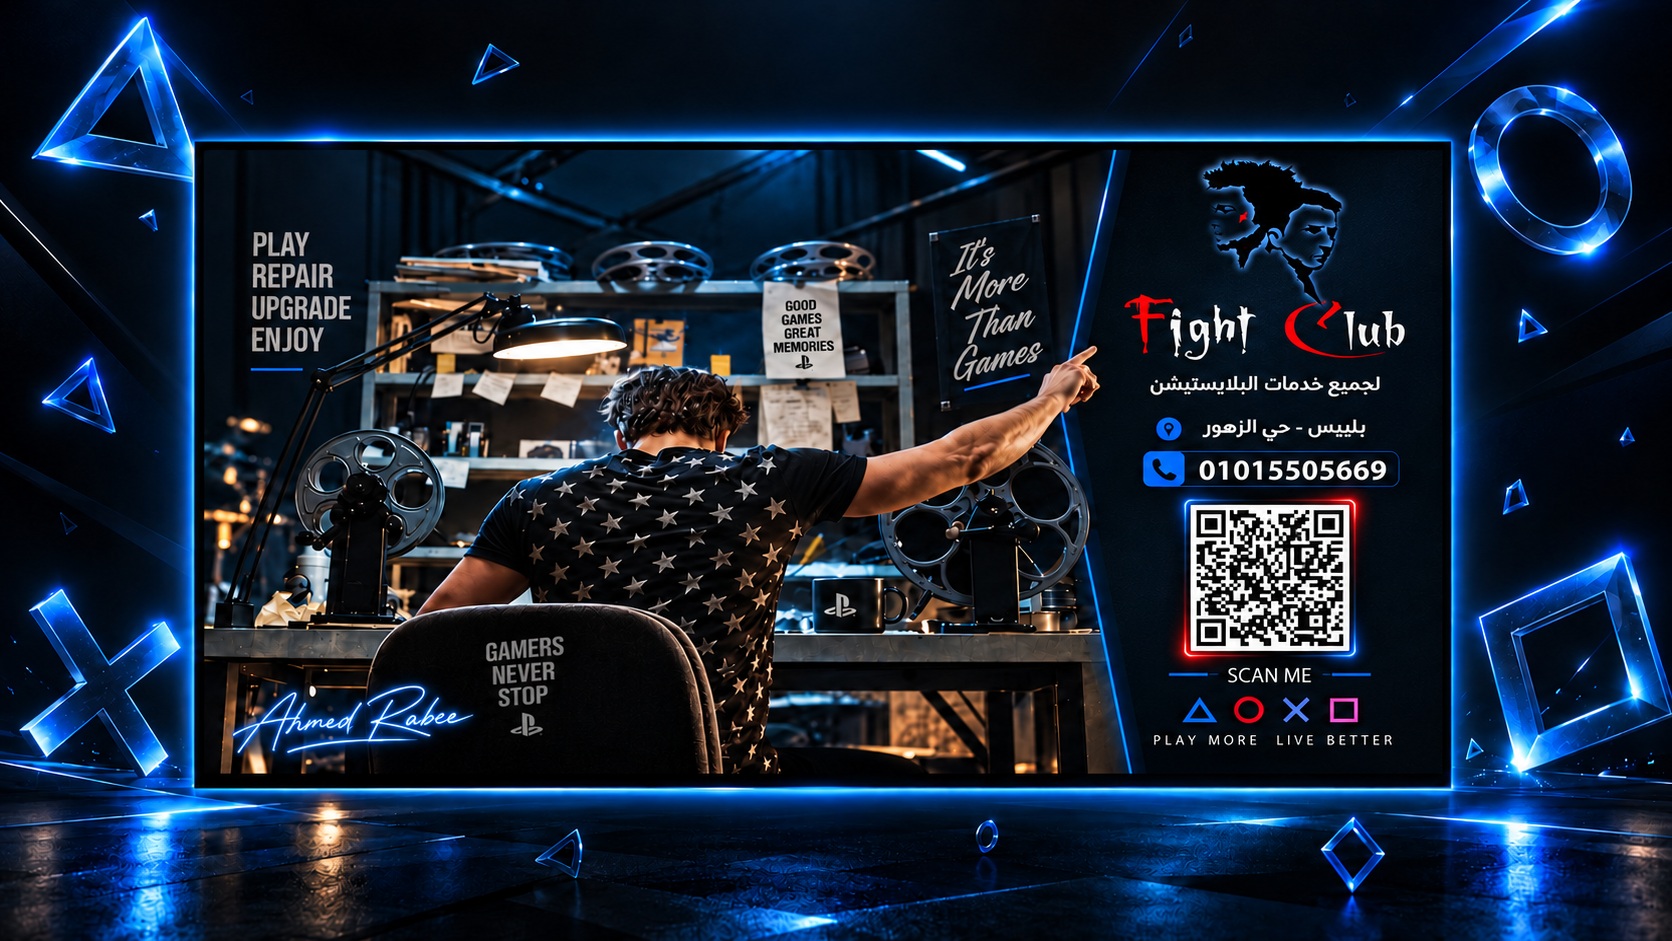 PLAY
REPAIR
UPGRADE
ENJOY
GOOD
GAMES
GREAT
MEMORIES
It's
More
Than
Games
GAMERS
NEVER
STOP
Ahmed Rabee
Fight Club
لجميع خدمات البلايستيشن
بلبيس - حي الزهور
01015505669
SCAN ME
PLAY MORE LIVE BETTER